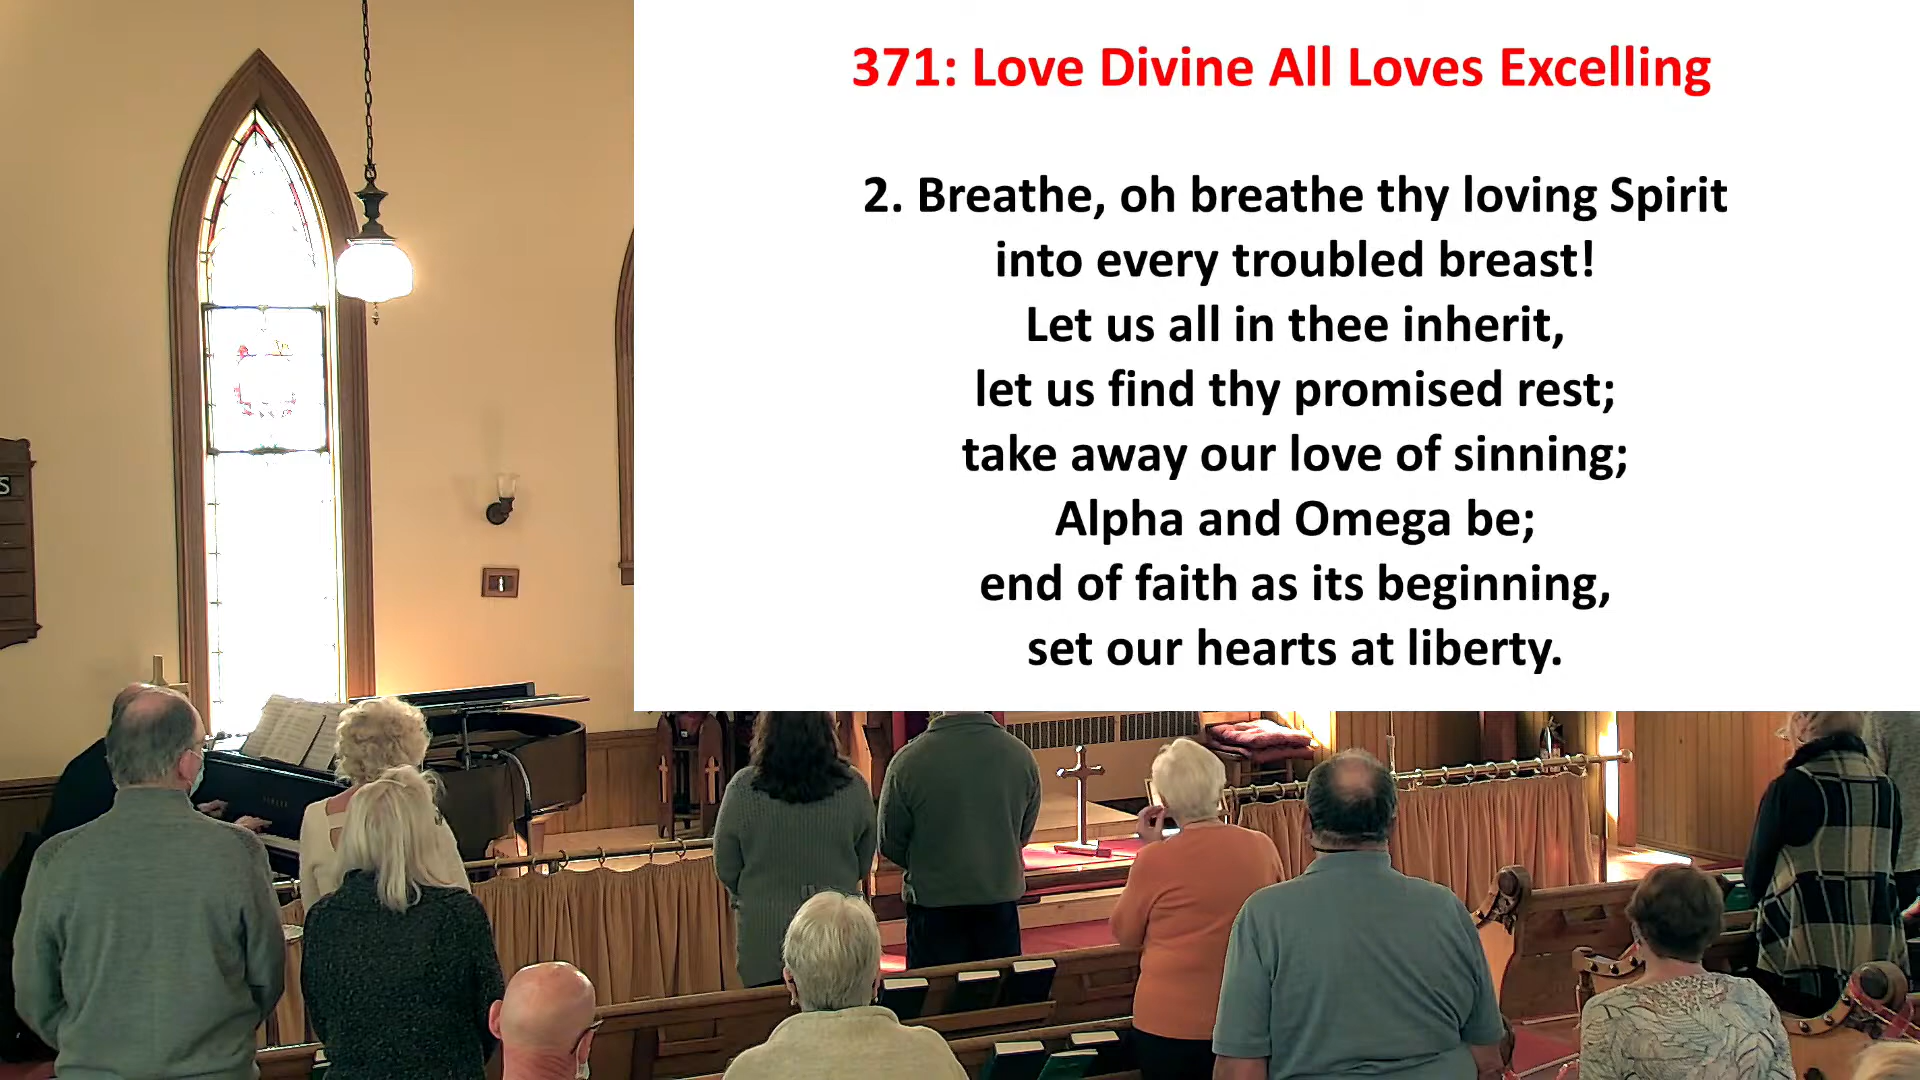 371: Love Divine All Loves Excelling
2. Breathe, oh breathe thy loving Spirit
into every troubled breast!
Let us all in thee inherit,
let us find thy promised rest;
take away our love of sinning;
Alpha and Omega be;
end of faith as its beginning,
set our hearts at liberty.
S